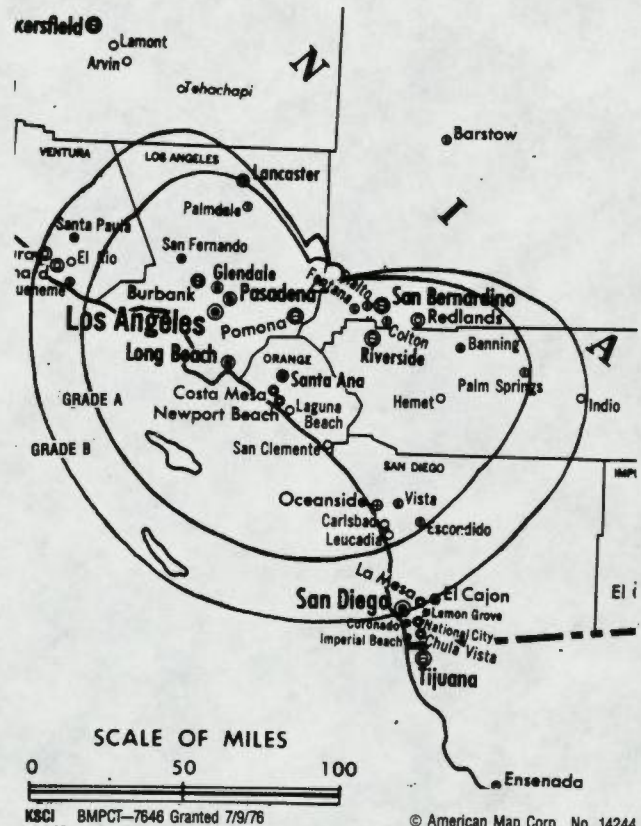 kersfield
Lamont
Arvin
Tehachapi
N
Barstow
VENTURA
LOS ANGELES
I
Lancaster
Palmdale
Santa Paula
San Fernando
El Rio
ueneme
Glendale
Burbank
Pasadena
Los Angeles
Pomona
Fontana
Rialto
San Bernardino
Redlands
Colton
Riverside
Banning
A
Long Beach
ORANGE
Santa Ana
Palm Springs
Costa Mesa
Newport Beach
Laguna
Beach
Hemet
Indio
GRADE A
GRADE B
San Clemente
SAN DIEGO
Oceanside
Vista
Carlsbad
Leucadia
Escondido
La Mesa
El Cajon
San Diego
Lemon Grove
Coronado
National City
Imperial Beach
Chula Vista
Tijuana
Ensenada
SCALE OF MILES
0 50 100
KSCI BMPCT—7646 Granted 7/9/76
© American Map Corp. No. 14244